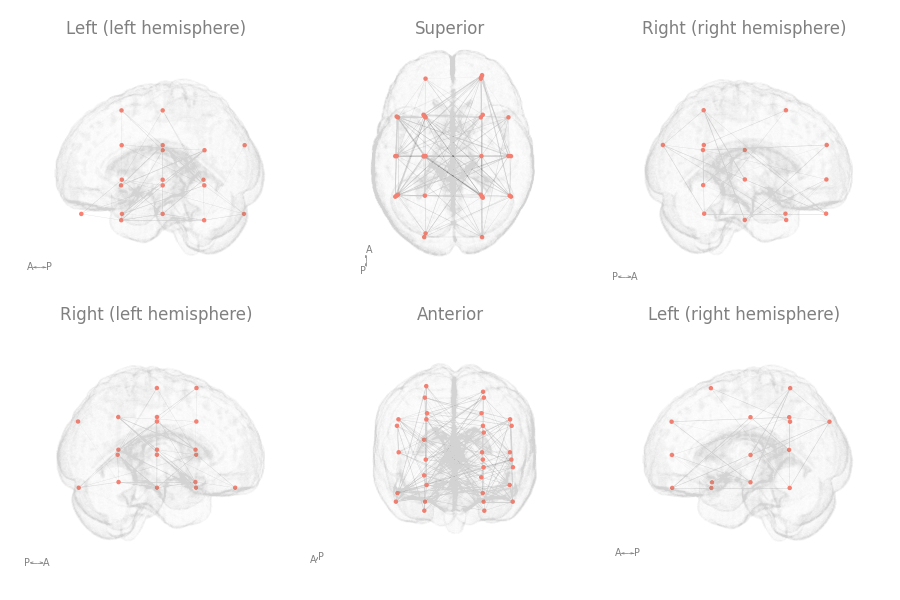 Left (left hemisphere)
Superior
Right (right hemisphere)
A
P
A P
P A
Right (left hemisphere)
Anterior
Left (right hemisphere)
P A
A P
A P